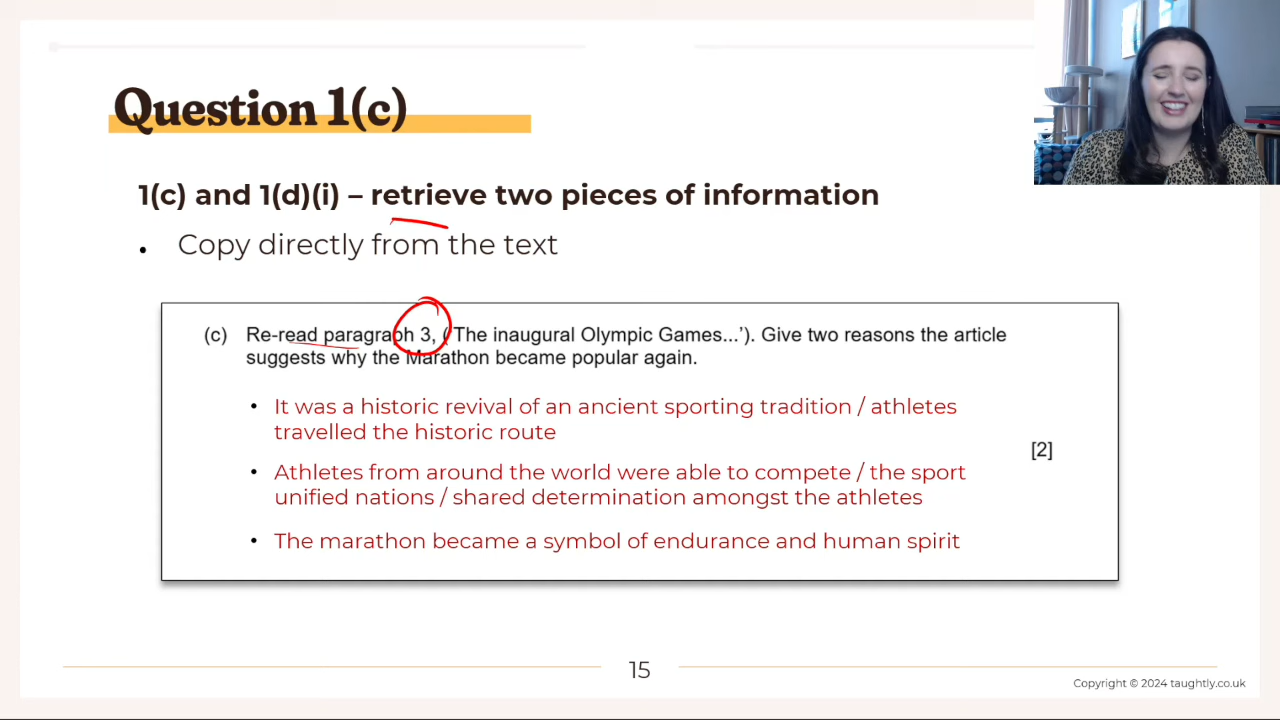 Question 1(c)
1(c) and 1(d)(i) – retrieve two pieces of information
• Copy directly from the text
(c) Re-read paragraph 3, ('The inaugural Olympic Games...'). Give two reasons the article
suggests why the Marathon became popular again.
• It was a historic revival of an ancient sporting tradition / athletes
travelled the historic route
[2]
• Athletes from around the world were able to compete / the sport
unified nations / shared determination amongst the athletes
• The marathon became a symbol of endurance and human spirit
15
Copyright © 2024 taughtly.co.uk